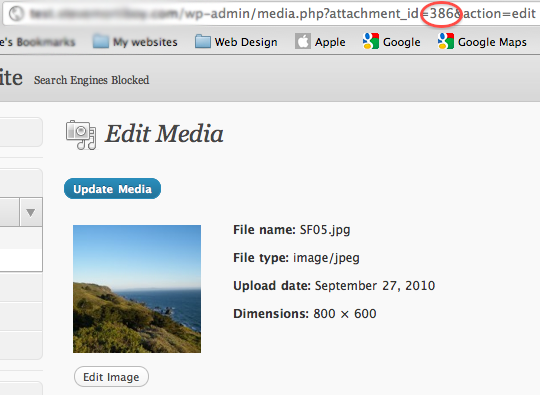 /wp-admin/media.php?attachment_id=386&action=edit
e's Bookmarks My websites Web Design Apple Google Google Maps
ite Search Engines Blocked
Edit Media
Update Media
File name: SF05.jpg
File type: image/jpeg
Upload date: September 27, 2010
Dimensions: 800 × 600
Edit Image